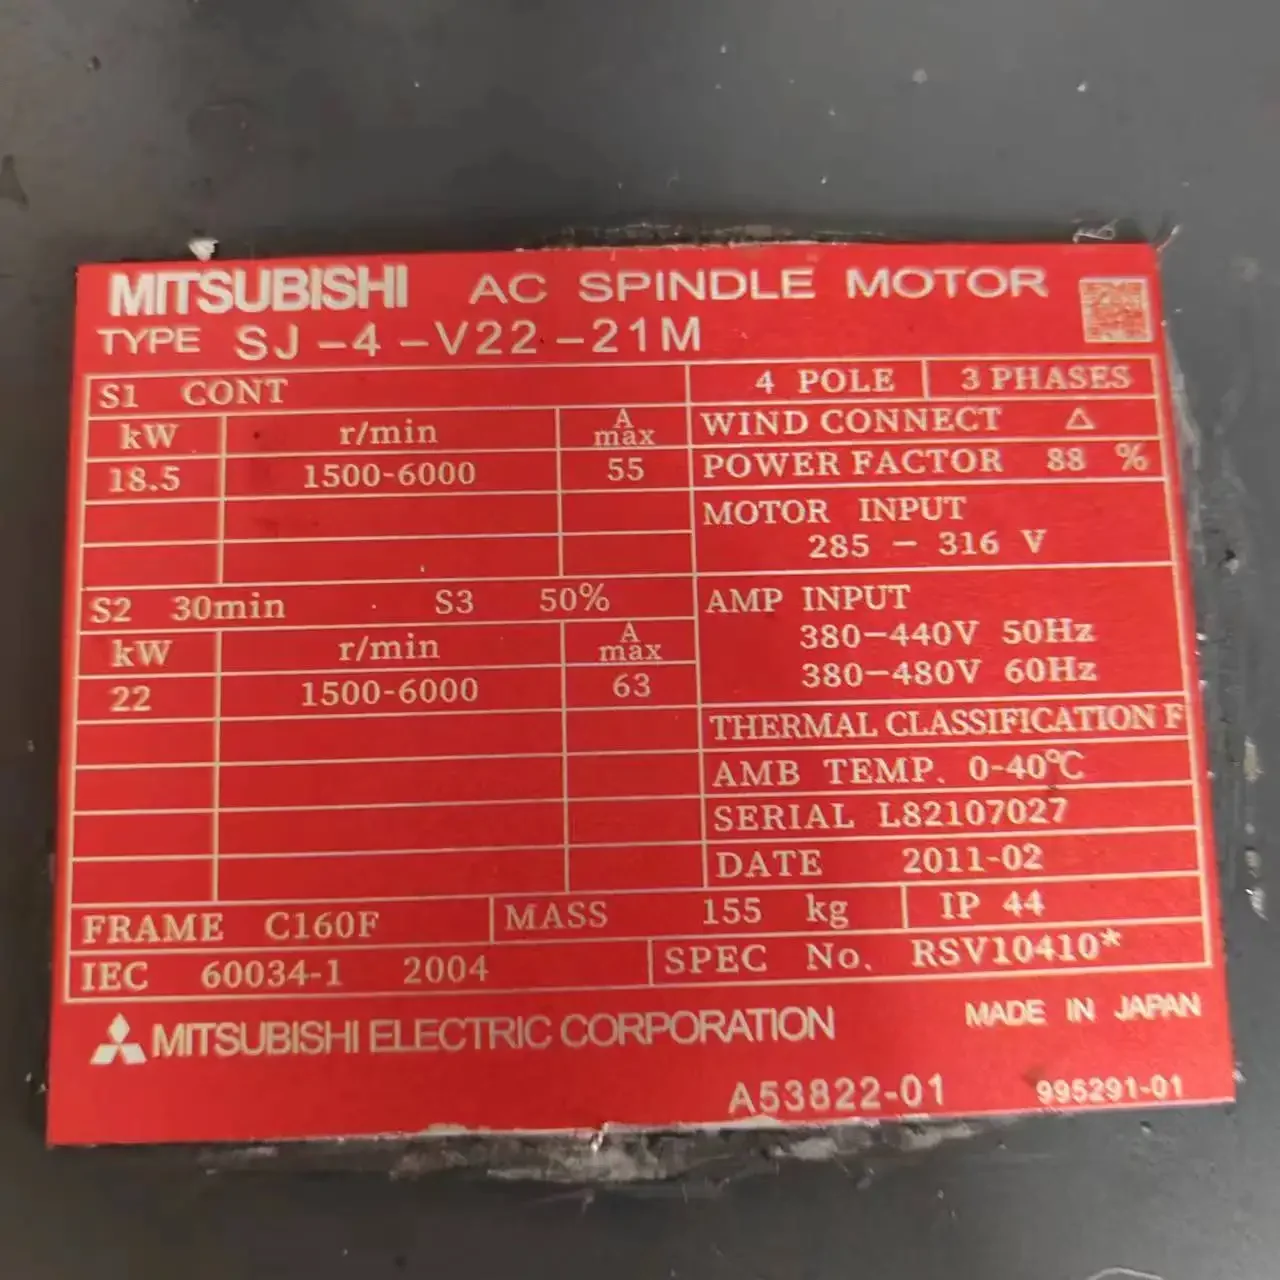 MITSUBISHI AC SPINDLE MOTOR
TYPE SJ-4-V22-21M
S1 CONT
4 POLE 3 PHASES
kW r/min A max
WIND CONNECT △
18.5 1500-6000 55
POWER FACTOR 88 %
MOTOR INPUT
285 - 316 V
S2 30min S3 50%
AMP INPUT
kW r/min A max
380-440V 50Hz
22 1500-6000 63
380-480V 60Hz
THERMAL CLASSIFICATION F
AMB TEMP. 0-40℃
SERIAL L82107027
DATE 2011-02
FRAME C160F MASS 155 kg IP 44
IEC 60034-1 2004 SPEC No. RSV10410*
MITSUBISHI ELECTRIC CORPORATION MADE IN JAPAN
A53822-01 995291-01